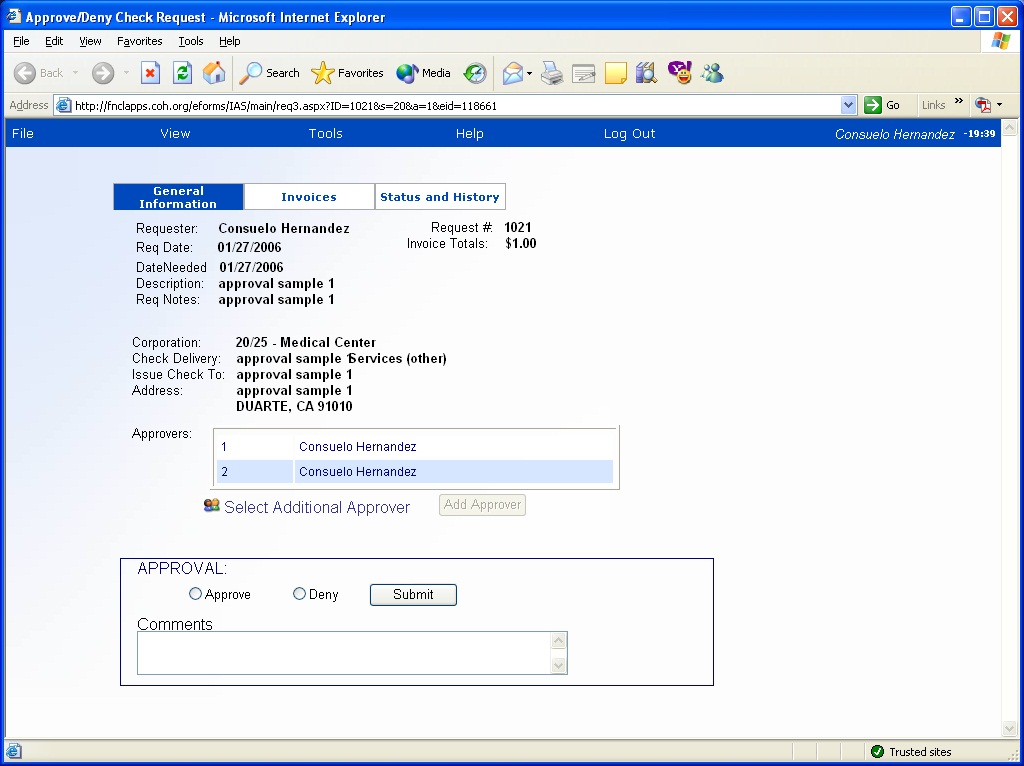 Approve/Deny Check Request - Microsoft Internet Explorer
File Edit View Favorites Tools Help
Back Search Favorites Media
Address http://fnclapps.coh.org/eforms/IAS/main/req3.aspx?ID=1021&s=20&a=1&eid=118661 Go Links »
File View Tools Help Log Out Consuelo Hernandez -19:39
General Information Invoices Status and History
Requester: Consuelo Hernandez Request #: 1021
Req Date: 01/27/2006 Invoice Totals: $1.00
DateNeeded 01/27/2006
Description: approval sample 1
Req Notes: approval sample 1
Corporation: 20/25 - Medical Center
Check Delivery: approval sample 1Services (other)
Issue Check To: approval sample 1
Address: approval sample 1
DUARTE, CA 91010
Approvers:
1 Consuelo Hernandez
2 Consuelo Hernandez
Select Additional Approver Add Approver
APPROVAL:
Approve Deny Submit
Comments
Trusted sites